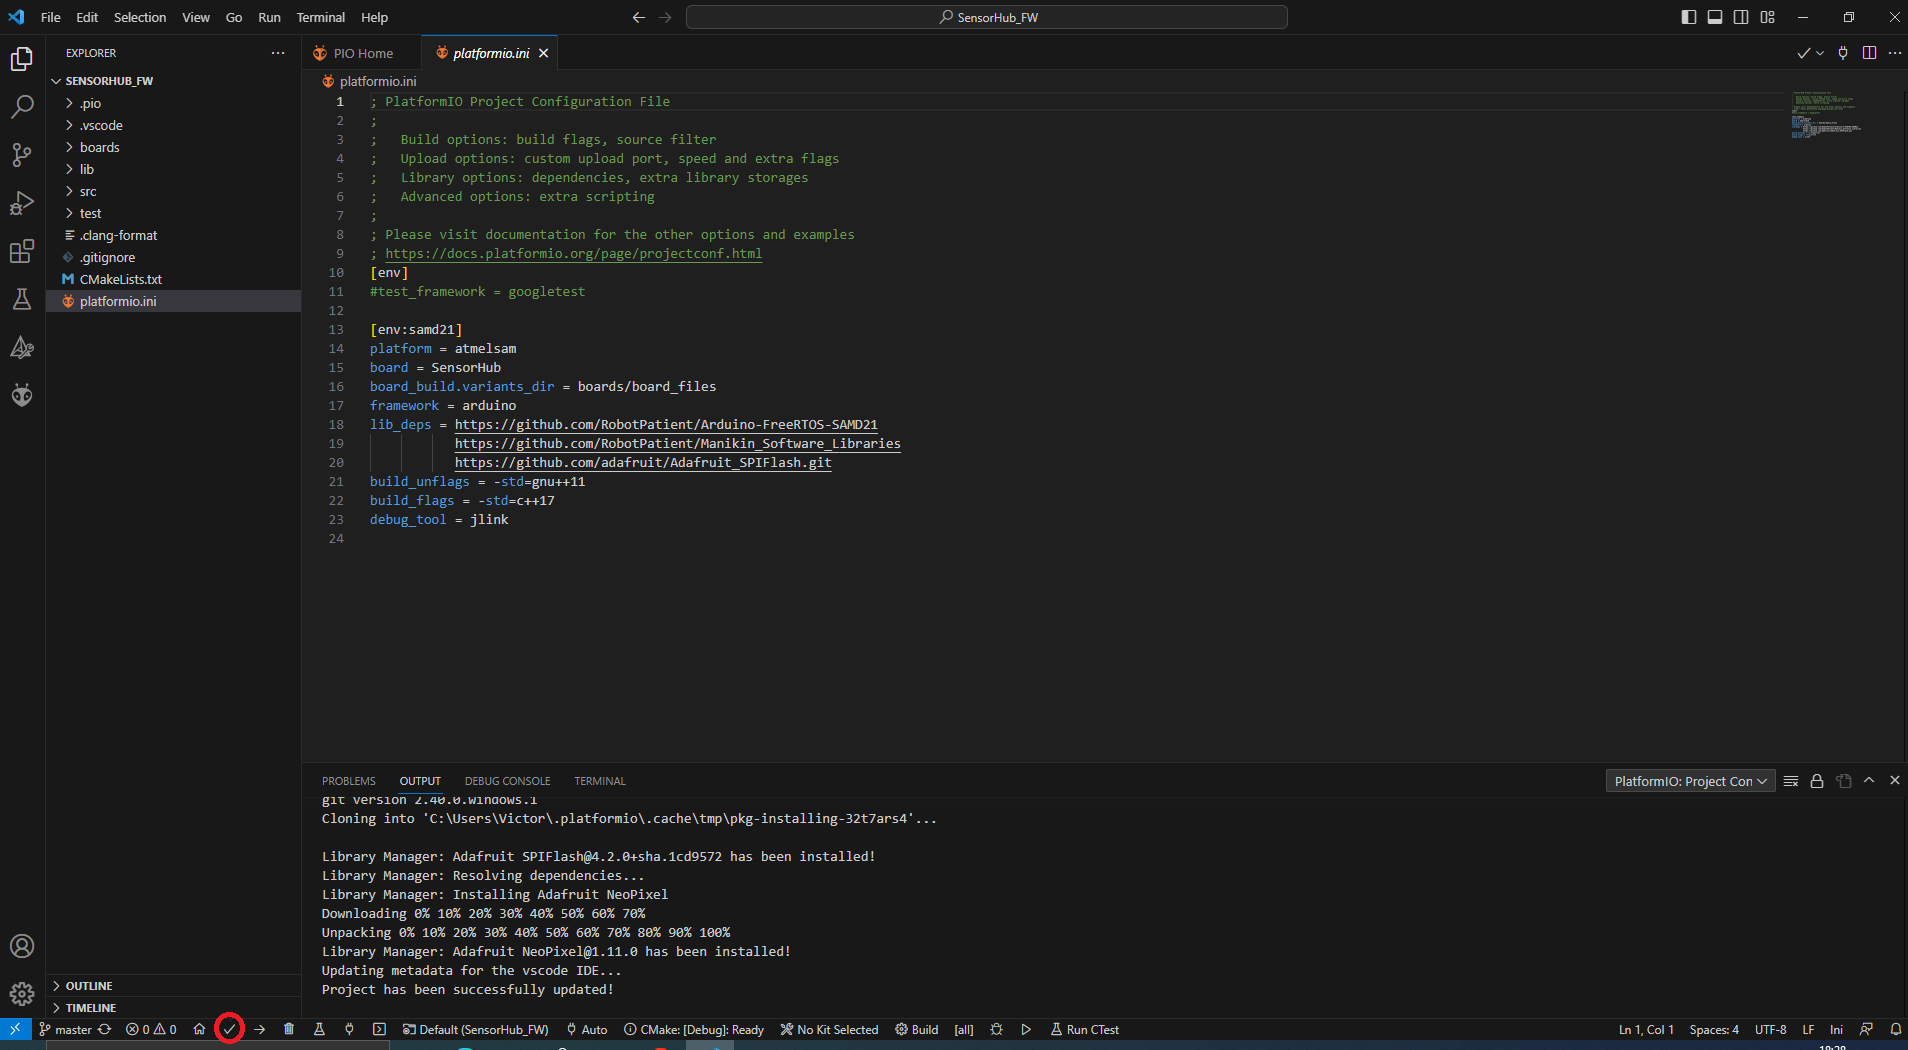 File Edit Selection View Go Run Terminal Help
SensorHub_FW
EXPLORER
PIO Home
platformio.ini
SENSORHUB_FW
.pio
.vscode
boards
lib
src
test
.clang-format
.gitignore
CMakeLists.txt
platformio.ini
platformio.ini
1 ; PlatformIO Project Configuration File
2 ;
3 ; Build options: build flags, source filter
4 ; Upload options: custom upload port, speed and extra flags
5 ; Library options: dependencies, extra library storages
6 ; Advanced options: extra scripting
7 ;
8 ; Please visit documentation for the other options and examples
9 ; https://docs.platformio.org/page/projectconf.html
10 [env]
11 #test_framework = googletest
12
13 [env:samd21]
14 platform = atmelsam
15 board = SensorHub
16 board_build.variants_dir = boards/board_files
17 framework = arduino
18 lib_deps = https://github.com/RobotPatient/Arduino-FreeRTOS-SAMD21
19 https://github.com/RobotPatient/Manikin_Software_Libraries
20 https://github.com/adafruit/Adafruit_SPIFlash.git
21 build_unflags = -std=gnu++11
22 build_flags = -std=c++17
23 debug_tool = jlink
24
PROBLEMS OUTPUT DEBUG CONSOLE TERMINAL
PlatformIO: Project Con
git version 2.40.0.windows.1
Cloning into 'C:\Users\Victor\.platformio\.cache\tmp\pkg-installing-32t7ars4'...
Library Manager: Adafruit SPIFlash@4.2.0+sha.1cd9572 has been installed!
Library Manager: Resolving dependencies...
Library Manager: Installing Adafruit NeoPixel
Downloading 0% 10% 20% 30% 40% 50% 60% 70%
Unpacking 0% 10% 20% 30% 40% 50% 60% 70% 80% 90% 100%
Library Manager: Adafruit NeoPixel@1.11.0 has been installed!
Updating metadata for the vscode IDE...
Project has been successfully updated!
OUTLINE
TIMELINE
master 0 0 Default (SensorHub_FW) Auto CMake: [Debug]: Ready No Kit Selected Build [all] Run CTest Ln 1, Col 1 Spaces: 4 UTF-8 LF Ini